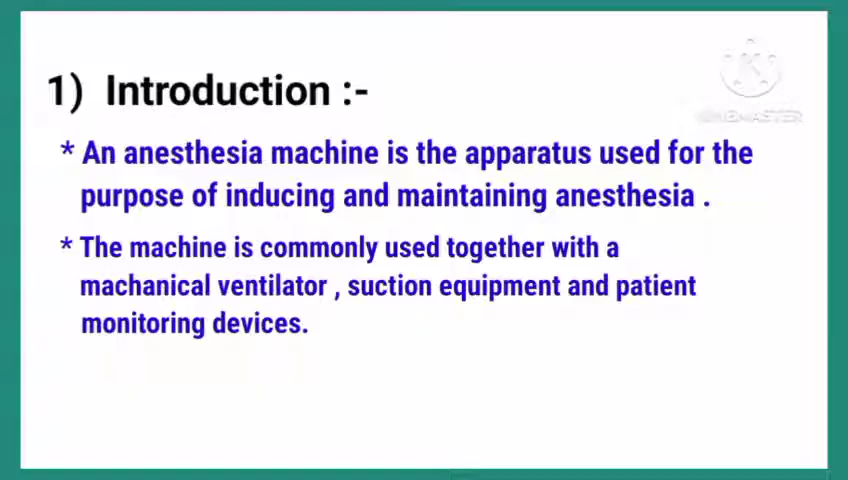 1) Introduction :-
* An anesthesia machine is the apparatus used for the
purpose of inducing and maintaining anesthesia .
* The machine is commonly used together with a
machanical ventilator , suction equipment and patient
monitoring devices.
K
KINEMASTER